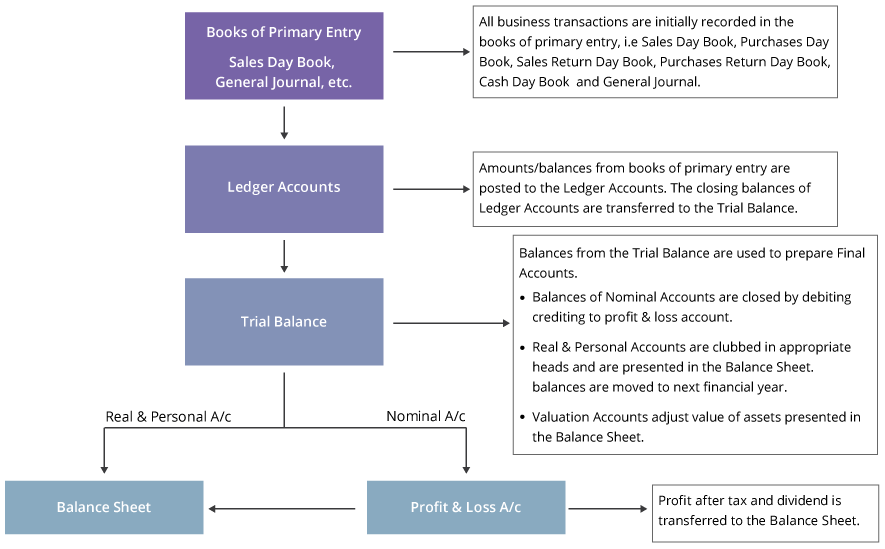 Books of Primary Entry
Sales Day Book,
General Journal, etc.
All business transactions are initially recorded in the
books of primary entry, i.e Sales Day Book, Purchases Day
Book, Sales Return Day Book, Purchases Return Day Book,
Cash Day Book and General Journal.
Ledger Accounts
Amounts/balances from books of primary entry are
posted to the Ledger Accounts. The closing balances of
Ledger Accounts are transferred to the Trial Balance.
Trial Balance
Balances from the Trial Balance are used to prepare Final
Accounts.
• Balances of Nominal Accounts are closed by debiting
crediting to profit & loss account.
• Real & Personal Accounts are clubbed in appropriate
heads and are presented in the Balance Sheet.
balances are moved to next financial year.
• Valuation Accounts adjust value of assets presented in
the Balance Sheet.
Real & Personal A/c
Nominal A/c
Balance Sheet
Profit & Loss A/c
Profit after tax and dividend is
transferred to the Balance Sheet.